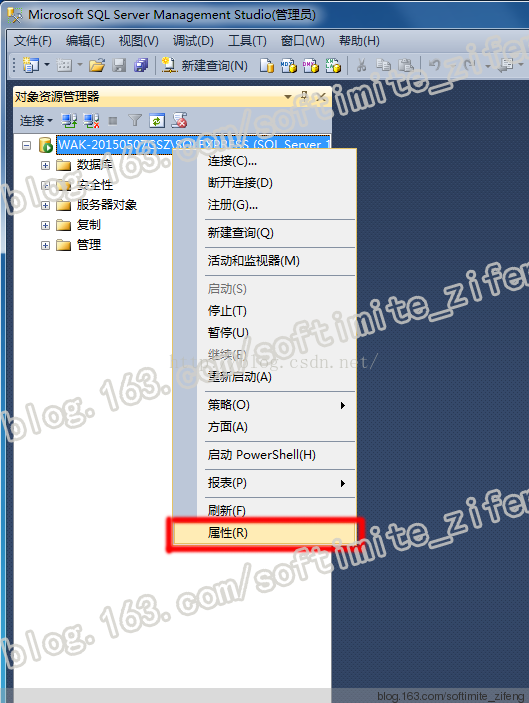 Microsoft SQL Server Management Studio(管理员)
文件(F) 编辑(E) 视图(V) 调试(D) 工具(T) 窗口(W) 帮助(H)
新建查询(N)
对象资源管理器
连接
WAK-20150507GSZ\SQLEXPRESS (SQL Server 1
数据库
安全性
服务器对象
复制
管理
连接(C)...
断开连接(D)
注册(G)...
新建查询(Q)
活动和监视器(M)
启动(S)
停止(T)
暂停(U)
继续(E)
重新启动(A)
策略(O)
方面(A)
启动 PowerShell(H)
报表(P)
刷新(F)
属性(R)
http://blog.csdn.net/
blog.163.com/softimite_zifeng
blog.163.com/softimite_zifeng
blog.163.com/softimite_zifeng
blog.163.com/softimite_zifeng